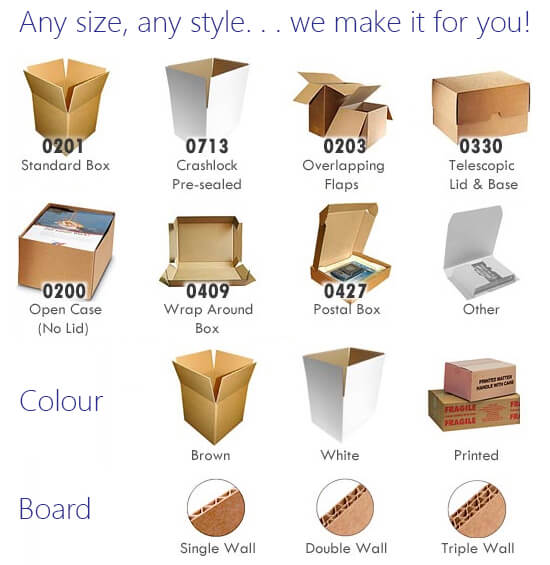 Any size, any style. . . we make it for you!
0201
Standard Box
0713
Crashlock
Pre-sealed
0203
Overlapping
Flaps
0330
Telescopic
Lid & Base
0200
Open Case
(No Lid)
0409
Wrap Around
Box
0427
Postal Box
Other
Colour
Brown
White
PRINTED MATTER
HANDLE WITH CARE
FRAGILE
FRAGILE
Printed
Board
Single Wall
Double Wall
Triple Wall